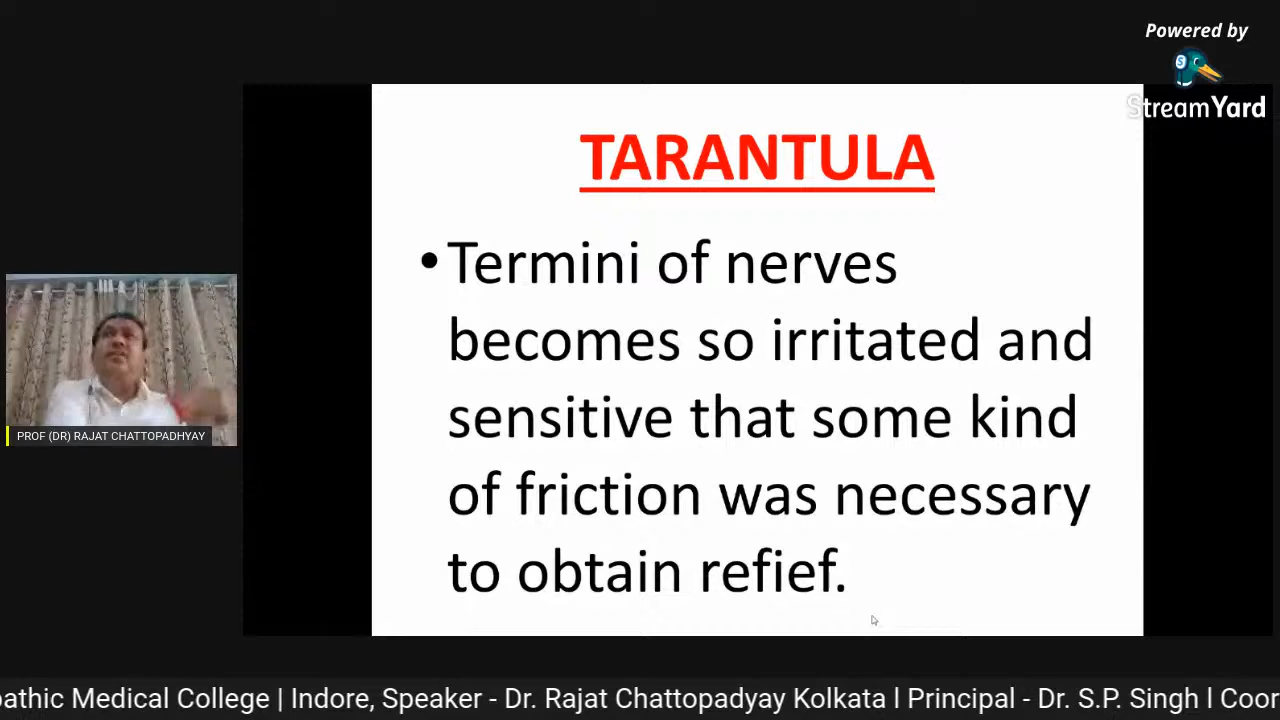 Powered by
StreamYard
TARANTULA
• Termini of nerves
becomes so irritated and
sensitive that some kind
of friction was necessary
to obtain refief.
PROF (DR) RAJAT CHATTOPADHYAY
pathic Medical College | Indore, Speaker - Dr. Rajat Chattopadyay Kolkata l Principal - Dr. S.P. Singh l Coor